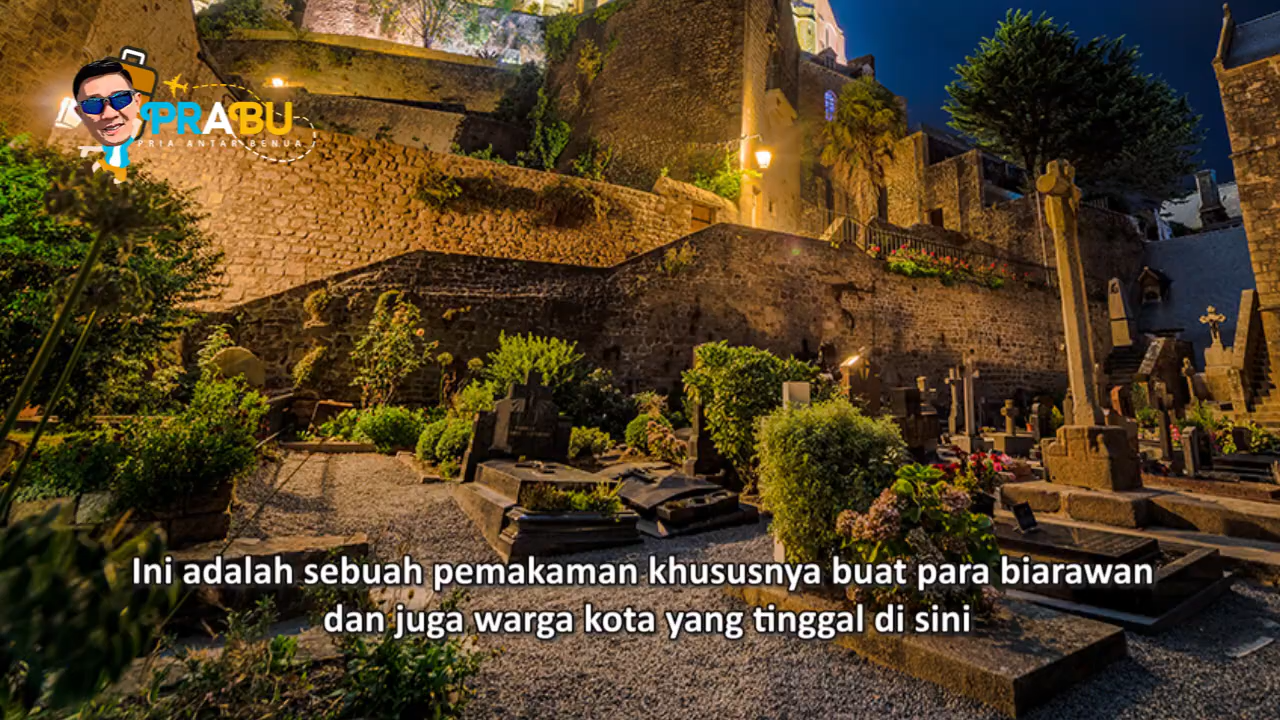 PRABU
PRIA ANTAR BENUA
Ini adalah sebuah pemakaman khususnya buat para biarawan
dan juga warga kota yang tinggal di sini